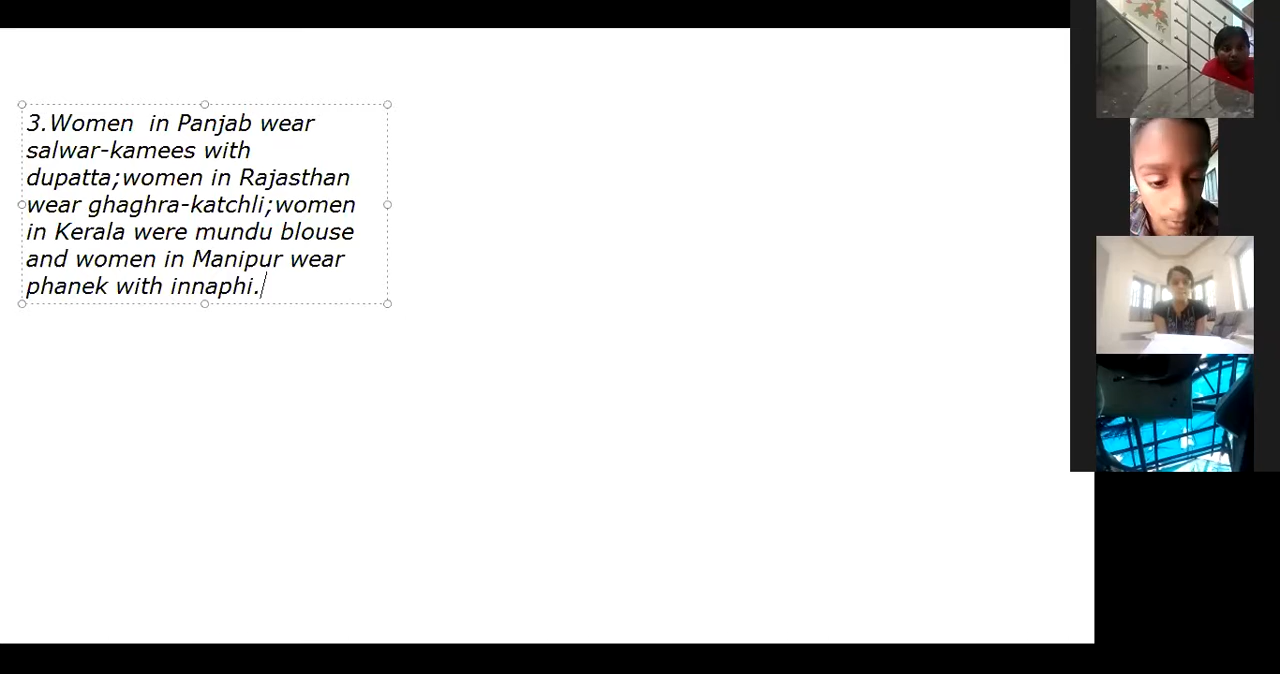 3.Women  in Panjab wear
salwar-kamees with
dupatta;women in Rajasthan
wear ghaghra-katchli;women
in Kerala were mundu blouse
and women in Manipur wear
phanek with innaphi.